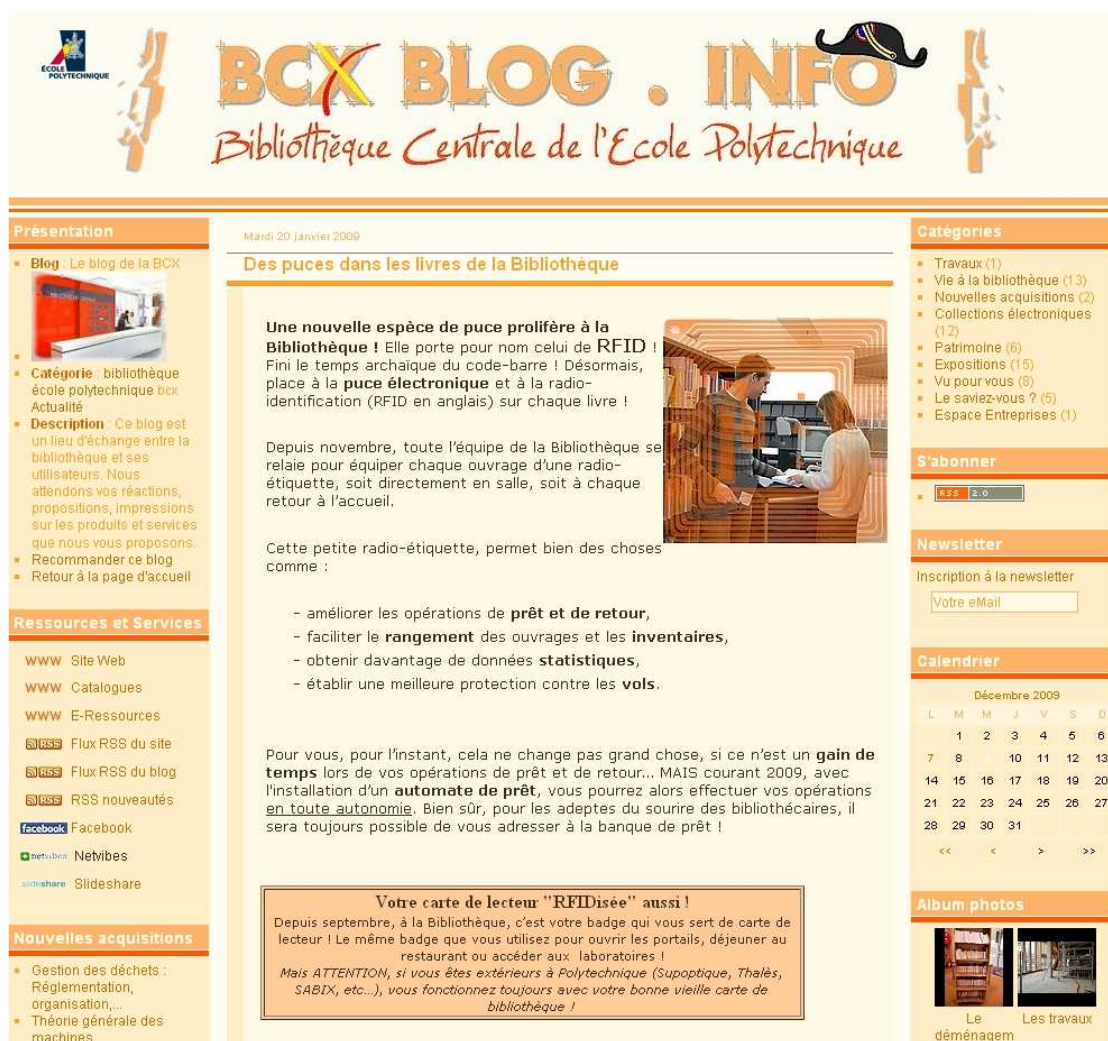 ÉCOLE
POLYTECHNIQUE
BCX BLOG . INFO
Bibliothèque Centrale de l'Ecole Polytechnique
Présentation
Blog : Le blog de la BCX
Catégorie : bibliothèque
école polytechnique bcx
Actualité
Description : Ce blog est
un lieu d'échange entre la
bibliothèque et ses
utilisateurs. Nous
attendons vos réactions,
propositions, impressions
sur les produits et services
que nous vous proposons.
Recommander ce blog
Retour à la page d'accueil
Ressources et Services
WWW Site Web
WWW Catalogues
WWW E-Ressources
RSS Flux RSS du site
RSS Flux RSS du blog
RSS RSS nouveautés
facebook Facebook
netvibes Netvibes
slideshare Slideshare
Nouvelles acquisitions
Gestion des déchets :
Réglementation,
organisation,...
Théorie générale des
machines
Mardi 20 janvier 2009
Des puces dans les livres de la Bibliothèque
Une nouvelle espèce de puce prolifère à la
Bibliothèque ! Elle porte pour nom celui de RFID !
Fini le temps archaïque du code-barre ! Désormais,
place à la puce électronique et à la radio-
identification (RFID en anglais) sur chaque livre !
Depuis novembre, toute l'équipe de la Bibliothèque se
relaie pour équiper chaque ouvrage d'une radio-
étiquette, soit directement en salle, soit à chaque
retour à l'accueil.
Cette petite radio-étiquette, permet bien des choses
comme :
- améliorer les opérations de prêt et de retour,
- faciliter le rangement des ouvrages et les inventaires,
- obtenir davantage de données statistiques,
- établir une meilleure protection contre les vols.
Pour vous, pour l'instant, cela ne change pas grand chose, si ce n'est un gain de
temps lors de vos opérations de prêt et de retour... MAIS courant 2009, avec
l'installation d'un automate de prêt, vous pourrez alors effectuer vos opérations
en toute autonomie. Bien sûr, pour les adeptes du sourire des bibliothécaires, il
sera toujours possible de vous adresser à la banque de prêt !
Votre carte de lecteur "RFIDisée" aussi !
Depuis septembre, à la Bibliothèque, c'est votre badge qui vous sert de carte de
lecteur ! Le même badge que vous utilisez pour ouvrir les portails, déjeuner au
restaurant ou accéder aux laboratoires !
Mais ATTENTION, si vous êtes extérieurs à Polytechnique (Supoptique, Thalès,
SABIX, etc...), vous fonctionnez toujours avec votre bonne vieille carte de
bibliothèque !
Catégories
Travaux (1)
Vie à la bibliothèque (13)
Nouvelles acquisitions (2)
Collections électroniques
(12)
Patrimoine (6)
Expositions (15)
Vu pour vous (8)
Le saviez-vous ? (5)
Espace Entreprises (1)
S'abonner
RSS 2.0
Newsletter
Inscription à la newsletter
Votre eMail
Calendrier
Décembre 2009
L M M J V S D
1 2 3 4 5 6
7 8 10 11 12 13
14 15 16 17 18 19 20
21 22 23 24 25 26 27
28 29 30 31
<< < > >>
Album photos
Le Les travaux
déménagem